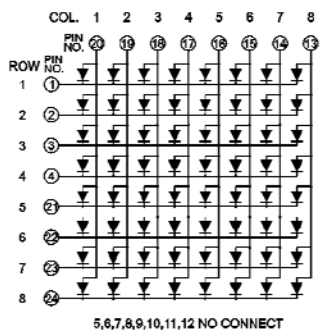 COL. 1 2 3 4 5 6 7 8
PIN NO. 20 19 18 17 16 15 14 13
ROW PIN NO.
1 1
2 2
3 3
4 4
5 21
6 22
7 23
8 24
5,6,7,8,9,10,11,12 NO CONNECT